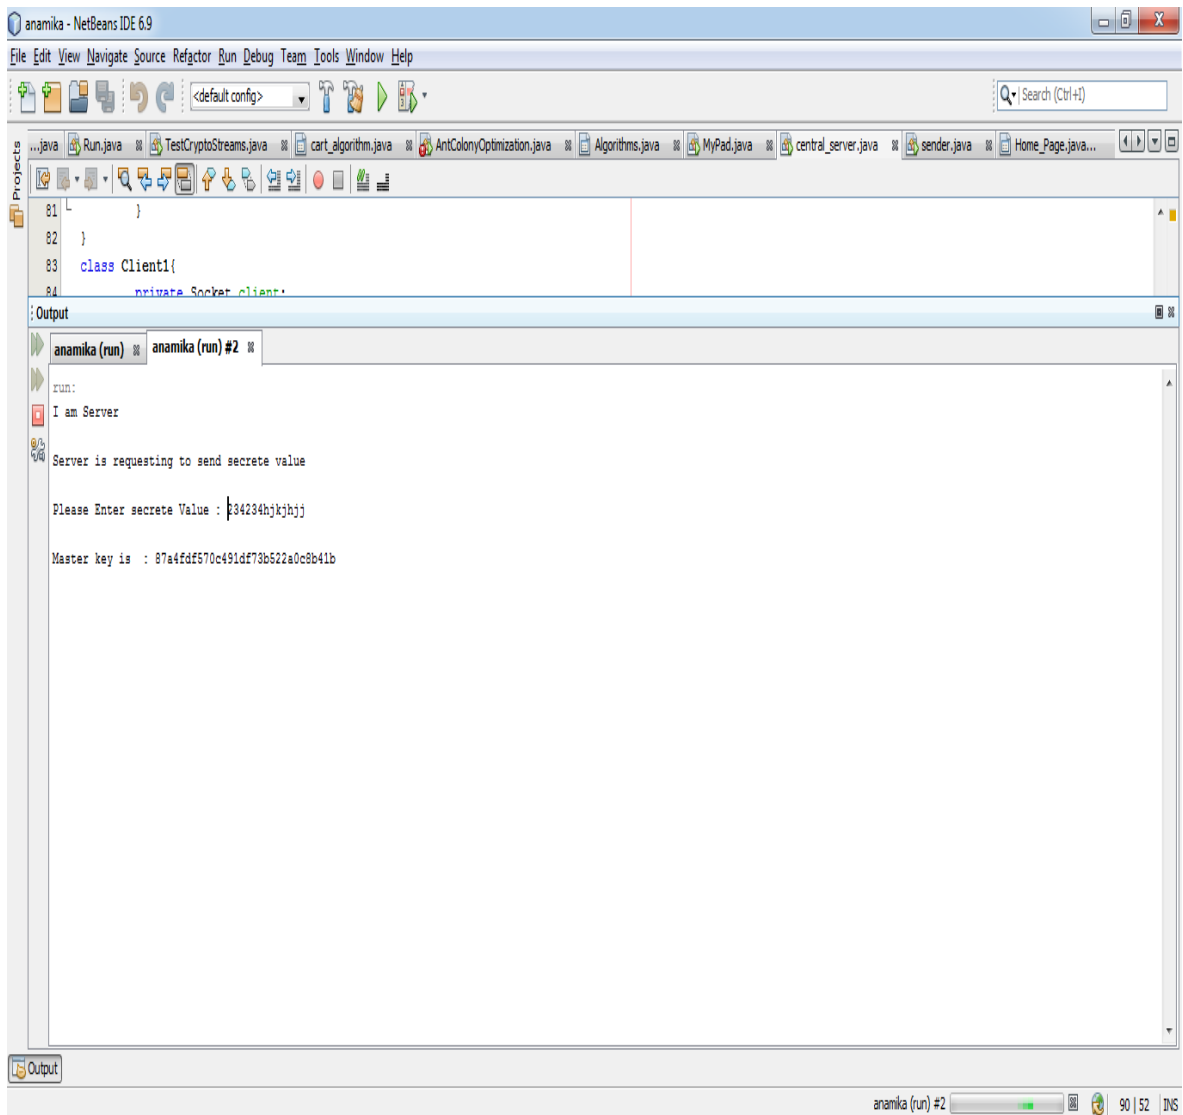 anamika - NetBeans IDE 6.9
File Edit View Navigate Source Refactor Run Debug Team Tools Window Help
<default config> Search (Ctrl+I)
Projects
...java Run.java TestCryptoStreams.java cart_algorithm.java AntColonyOptimization.java Algorithms.java MyPad.java central_server.java sender.java Home_Page.java...
81 }
82 }
83 class Client1{
84 private Socket client;
Output
anamika (run) anamika (run) #2
run:
I am Server
Server is requesting to send secrete value
Please Enter secrete Value : 234234hjkjhjj
Master key is : 87a4fdf570c491df73b522a0c8b41b
Output
anamika (run) #2 90 | 52 INS